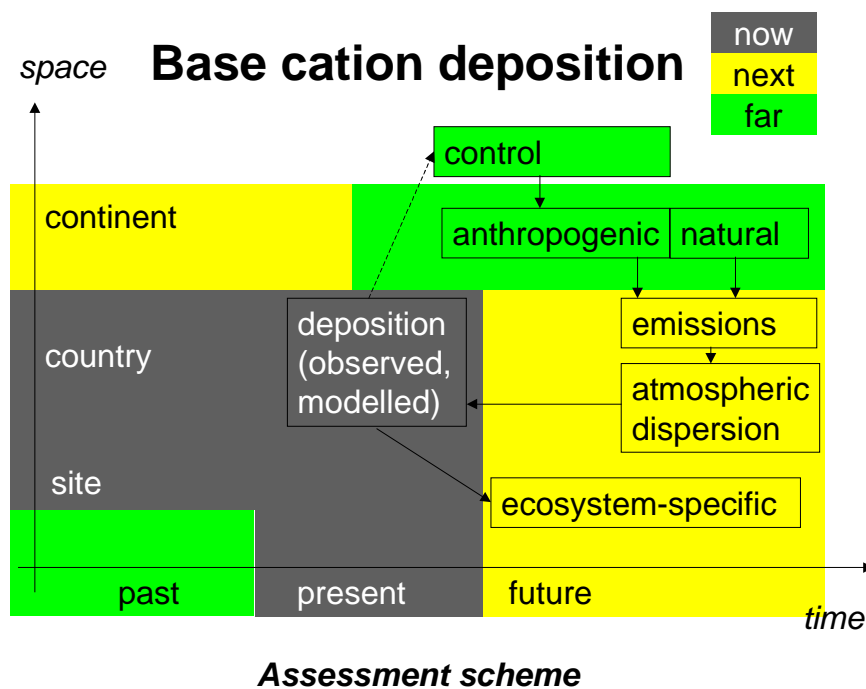 now
space
Base cation deposition
next
far
control
continent
anthropogenic
natural
deposition
(observed,
modelled)
emissions
country
atmospheric
dispersion
site
ecosystem-specific
past
present
future
time
Assessment scheme